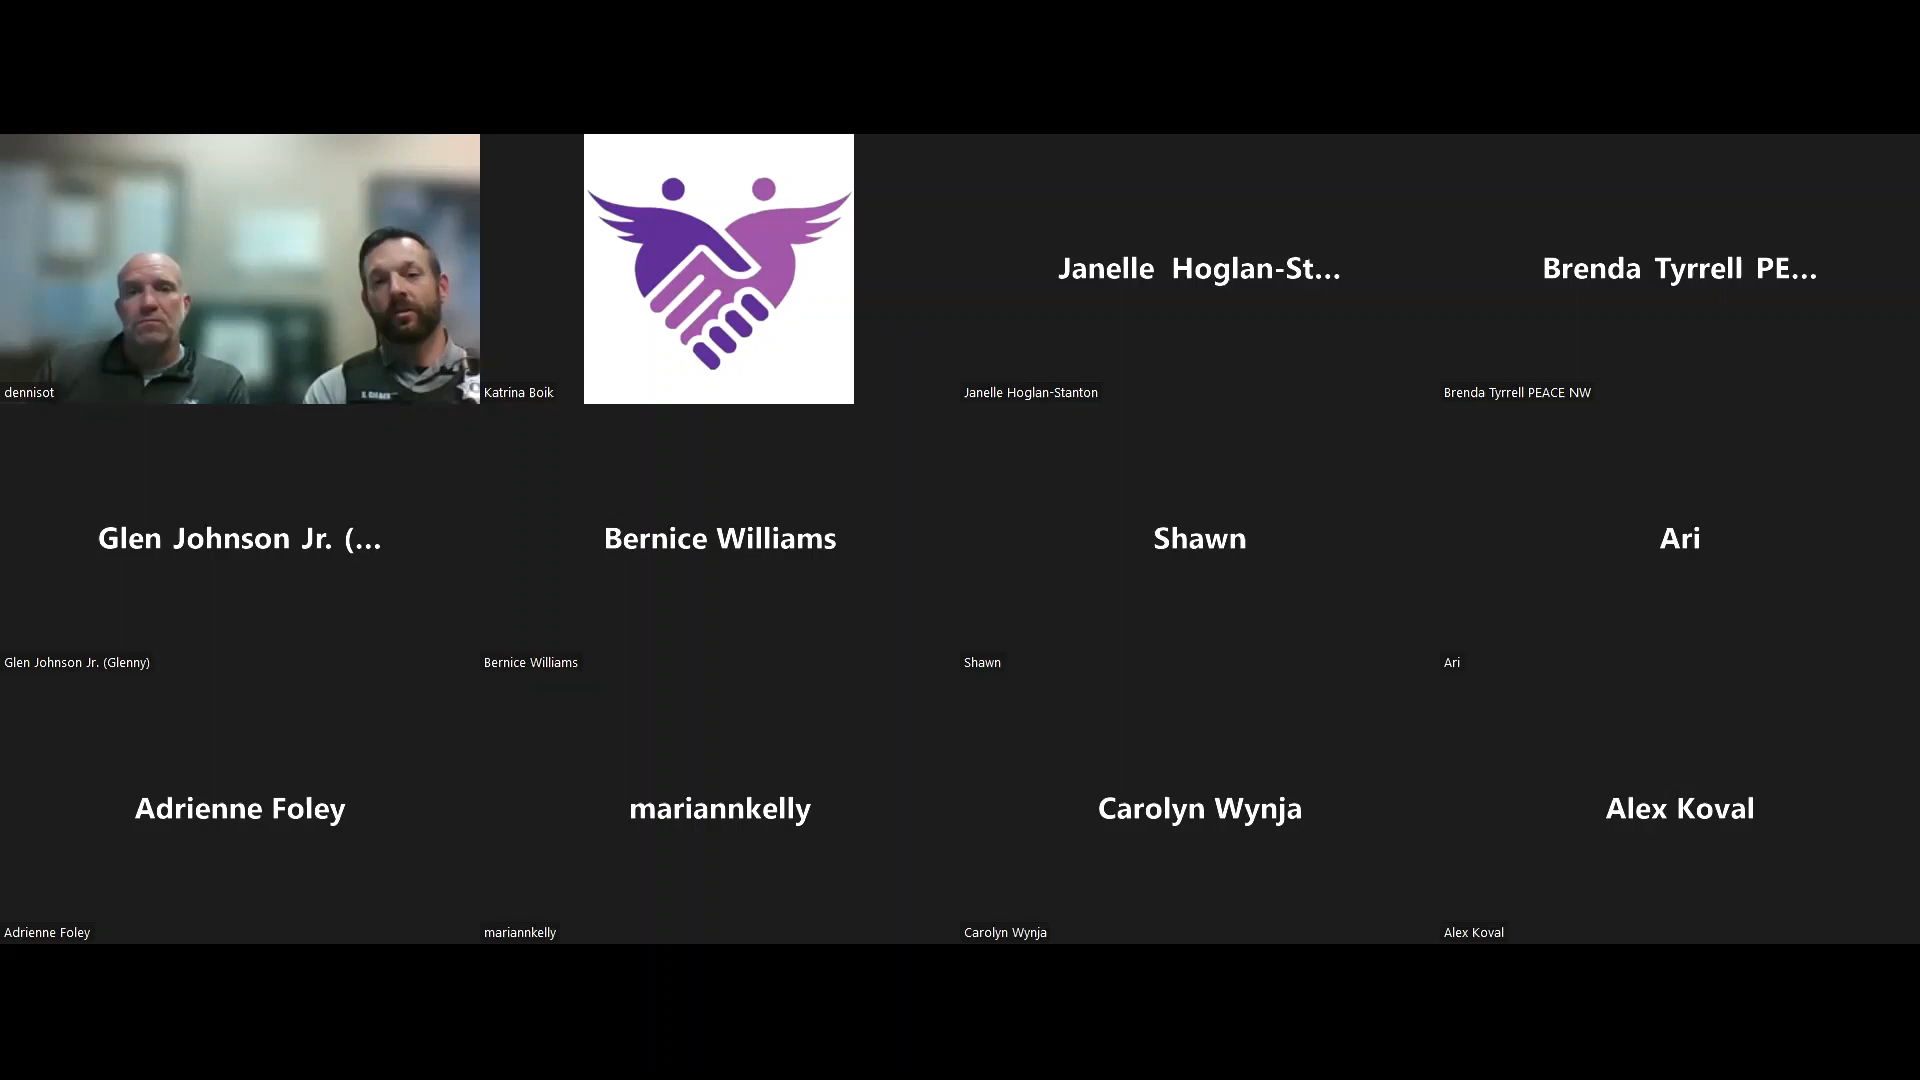 dennisot
Katrina Boik
Janelle Hoglan-St...
Janelle Hoglan-Stanton
Brenda Tyrrell PE...
Brenda Tyrrell PEACE NW
Glen Johnson Jr. (...
Glen Johnson Jr. (Glenny)
Bernice Williams
Bernice Williams
Shawn
Shawn
Ari
Ari
Adrienne Foley
Adrienne Foley
mariannkelly
mariannkelly
Carolyn Wynja
Carolyn Wynja
Alex Koval
Alex Koval